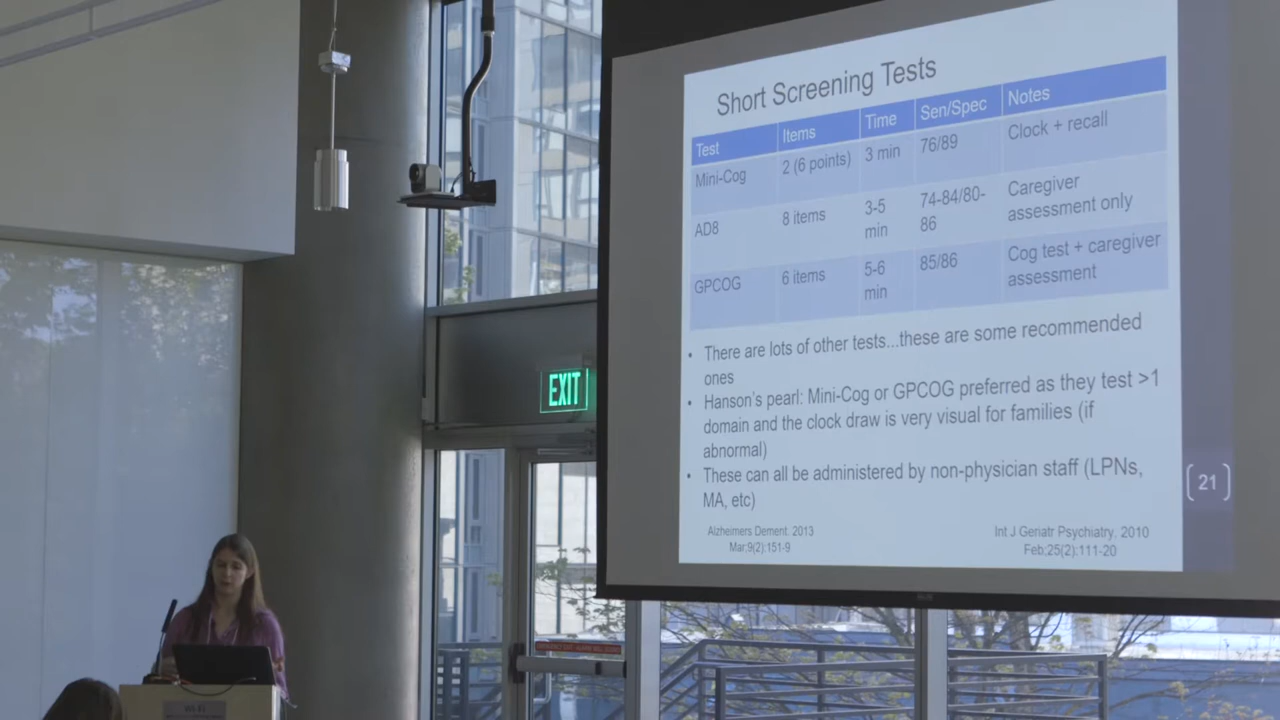 Short Screening Tests
Test Items Time Sen/Spec Notes
Mini-Cog 2 (6 points) 3 min 76/89 Clock + recall
AD8 8 items 3-5 min 74-84/80-86 Caregiver assessment only
GPCOG 6 items 5-6 min 85/86 Cog test + caregiver assessment
• There are lots of other tests...these are some recommended
ones
• Hanson's pearl: Mini-Cog or GPCOG preferred as they test >1
domain and the clock draw is very visual for families (if
abnormal)
• These can all be administered by non-physician staff (LPNs,
MA, etc)
Alzheimers Dement. 2013
Mar;9(2):151-9
Int J Geriatr Psychiatry. 2010
Feb;25(2):111-20
21
EXIT
Wi-Fi